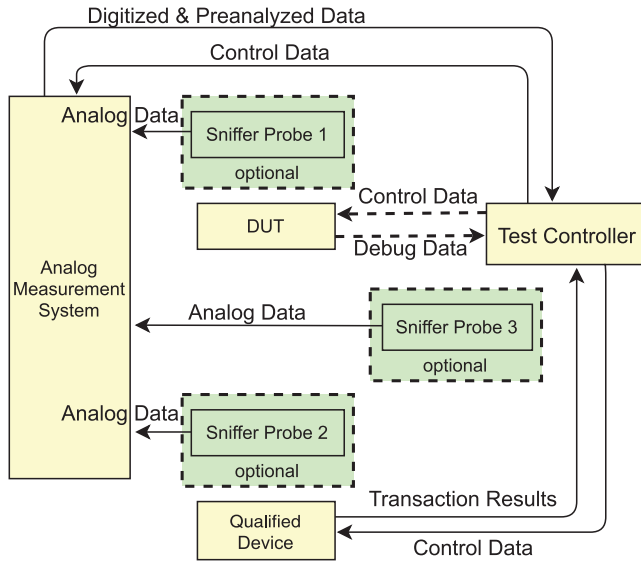 Digitized & Preanalyzed Data
Control Data
Analog Data
Sniffer Probe 1
optional
Control Data
DUT
Debug Data
Test Controller
Analog
Measurement
System
Analog Data
Sniffer Probe 3
optional
Analog Data
Sniffer Probe 2
optional
Transaction Results
Qualified
Device
Control Data